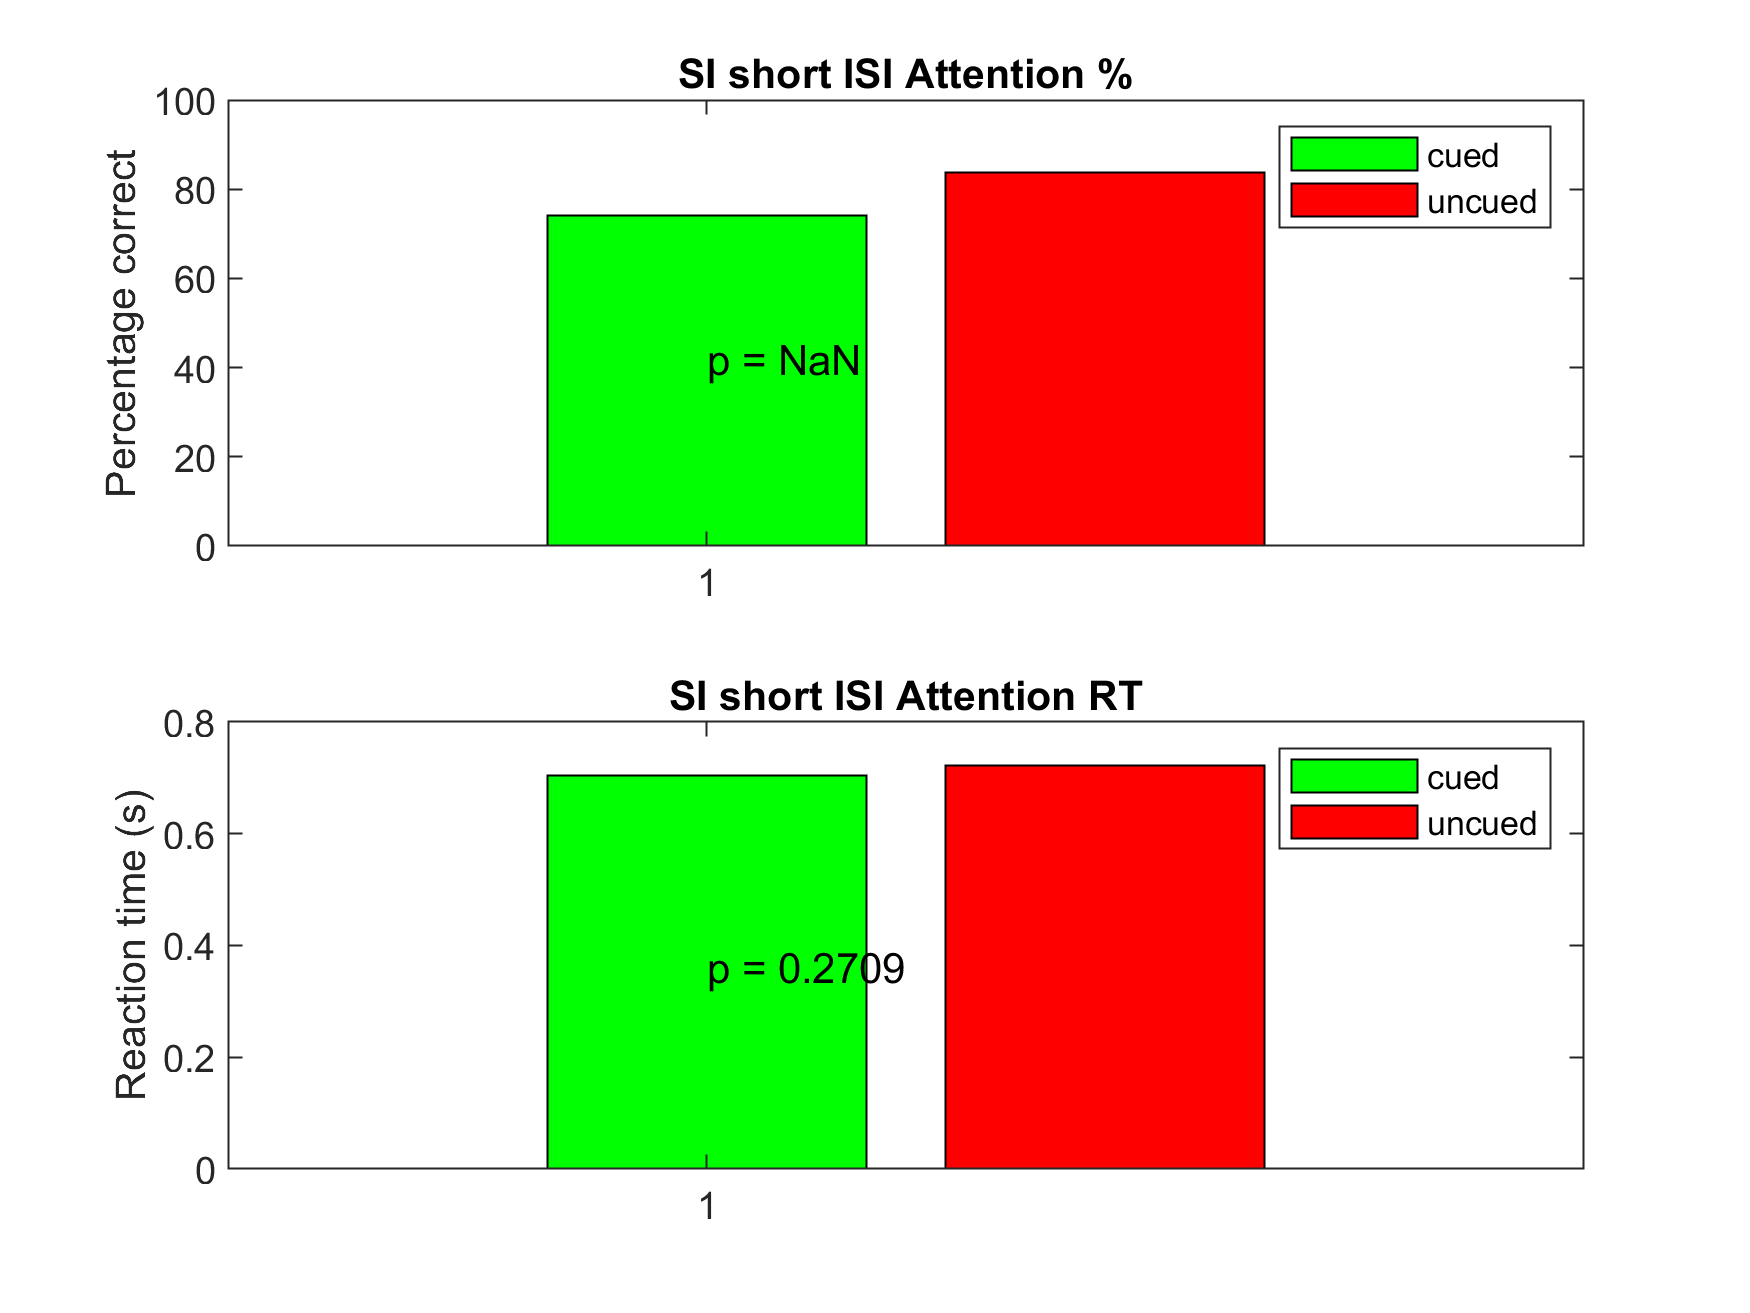 SI short ISI Attention %
Percentage correct
100
80
60
40
20
0
cued
uncued
p = NaN
1
SI short ISI Attention RT
Reaction time (s)
0.8
0.6
0.4
0.2
0
cued
uncued
p = 0.2709
1